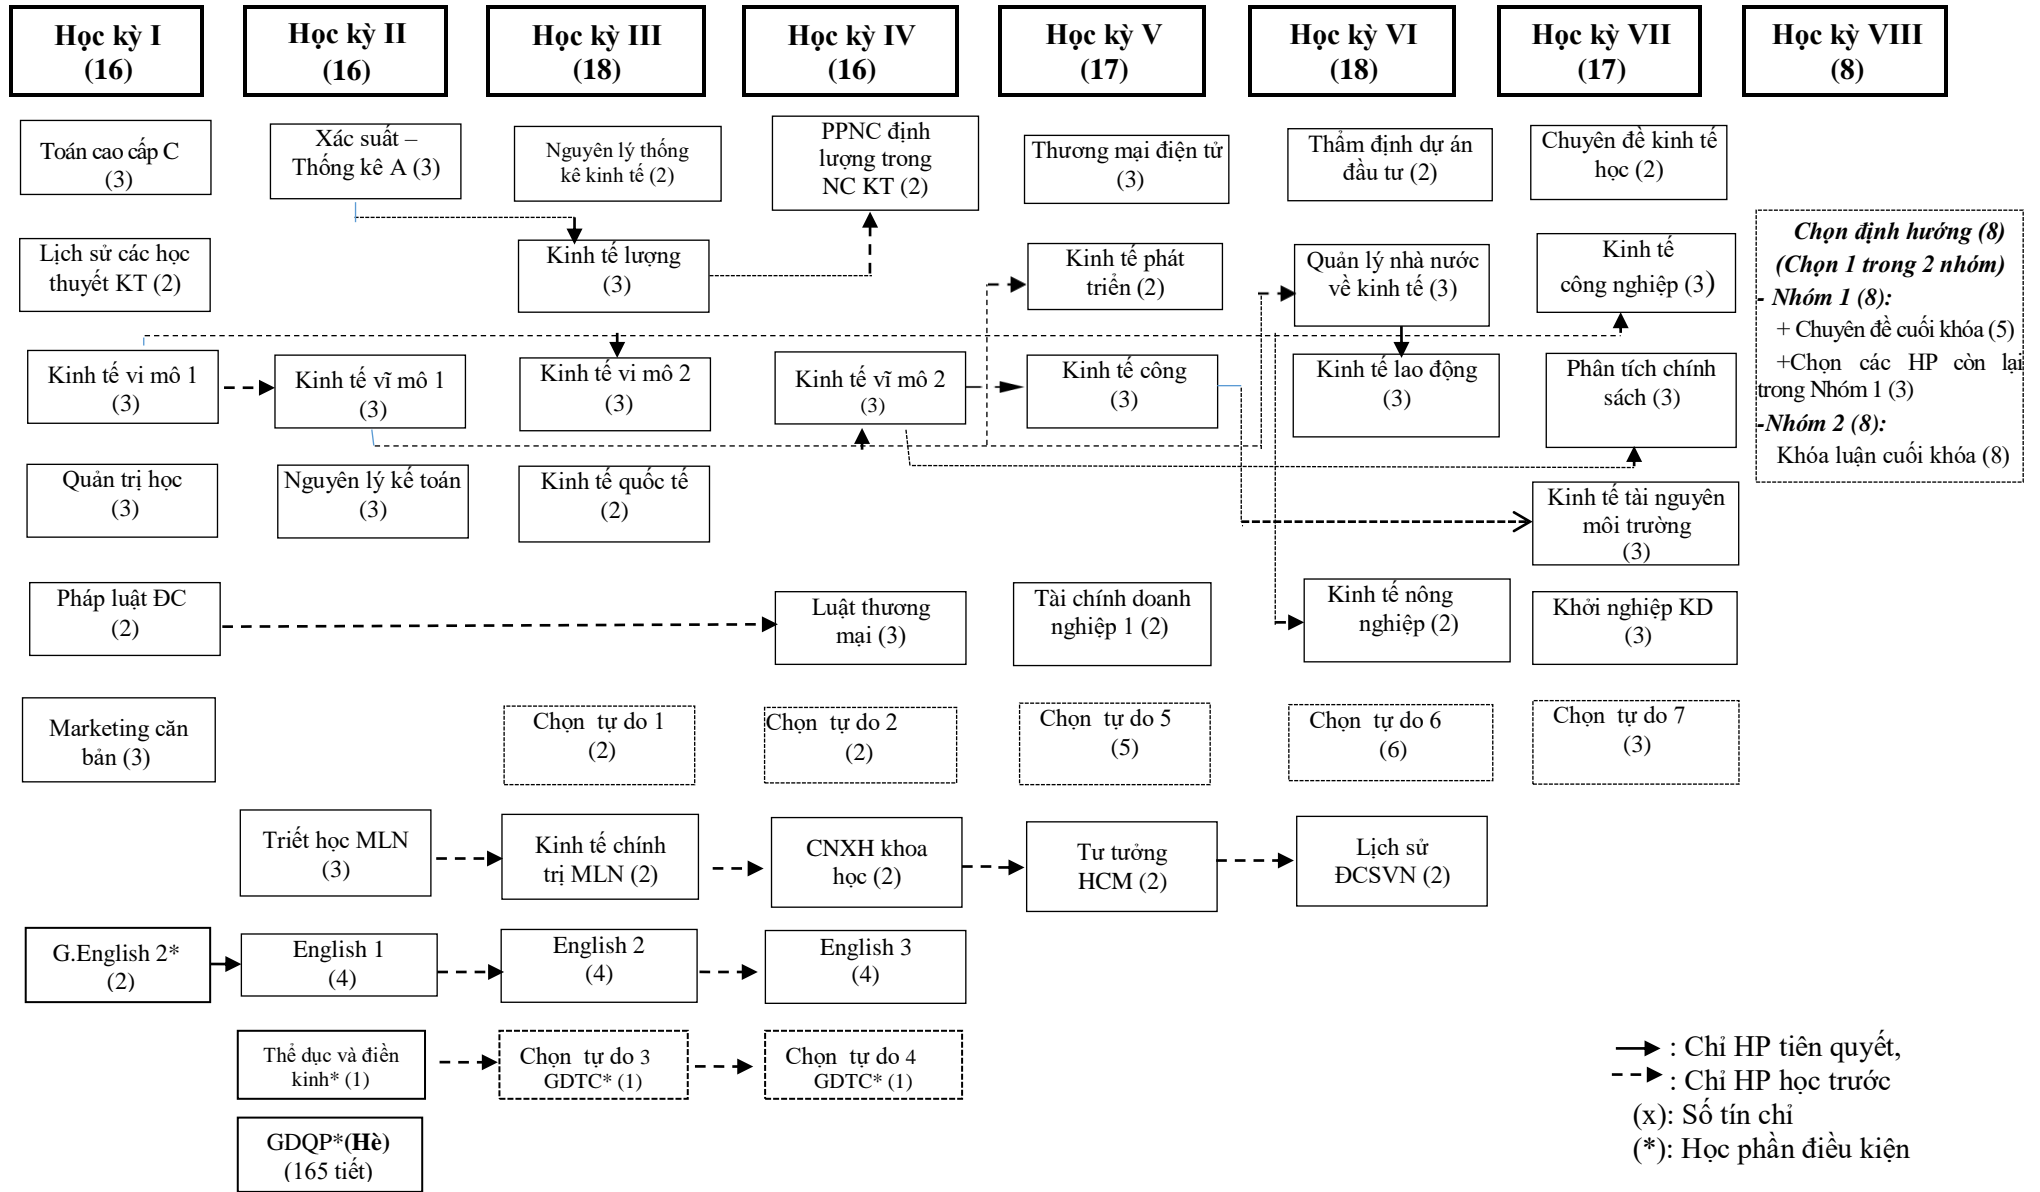 Học kỳ I
(16)
Học kỳ II
(16)
Học kỳ III
(18)
Học kỳ IV
(16)
Học kỳ V
(17)
Học kỳ VI
(18)
Học kỳ VII
(17)
Học kỳ VIII
(8)
Toán cao cấp C
(3)
Xác suất –
Thống kê A (3)
Nguyên lý thống
kê kinh tế (2)
PPNC định
lượng trong
NC KT (2)
Thương mại điện tử
(3)
Thẩm định dự án
đầu tư (2)
Chuyên đề kinh tế
học (2)
Lịch sử các học
thuyết KT (2)
Kinh tế lượng
(3)
Kinh tế phát
triển (2)
Quản lý nhà nước
về kinh tế (3)
Kinh tế
công nghiệp (3)
Chọn định hướng (8)
(Chọn 1 trong 2 nhóm)
- Nhóm 1 (8):
+ Chuyên đề cuối khóa (5)
+Chọn các HP còn lại
trong Nhóm 1 (3)
-Nhóm 2 (8):
Khóa luận cuối khóa (8)
Kinh tế vi mô 1
(3)
Kinh tế vĩ mô 1
(3)
Kinh tế vi mô 2
(3)
Kinh tế vĩ mô 2
(3)
Kinh tế công
(3)
Kinh tế lao động
(3)
Phân tích chính
sách (3)
Quản trị học
(3)
Nguyên lý kế toán
(3)
Kinh tế quốc tế
(2)
Kinh tế tài nguyên
môi trường
(3)
Pháp luật ĐC
(2)
Luật thương
mại (3)
Tài chính doanh
nghiệp 1 (2)
Kinh tế nông
nghiệp (2)
Khởi nghiệp KD
(3)
Marketing căn
bản (3)
Chọn tự do 1
(2)
Chọn tự do 2
(2)
Chọn tự do 5
(5)
Chọn tự do 6
(6)
Chọn tự do 7
(3)
Triết học MLN
(3)
Kinh tế chính
trị MLN (2)
CNXH khoa
học (2)
Tư tưởng
HCM (2)
Lịch sử
ĐCSVN (2)
G.English 2*
(2)
English 1
(4)
English 2
(4)
English 3
(4)
Thể dục và điền
kinh* (1)
Chọn tự do 3
GDTC* (1)
Chọn tự do 4
GDTC* (1)
GDQP*(Hè)
(165 tiết)
: Chỉ HP tiên quyết,
: Chỉ HP học trước
(x): Số tín chỉ
(*): Học phần điều kiện